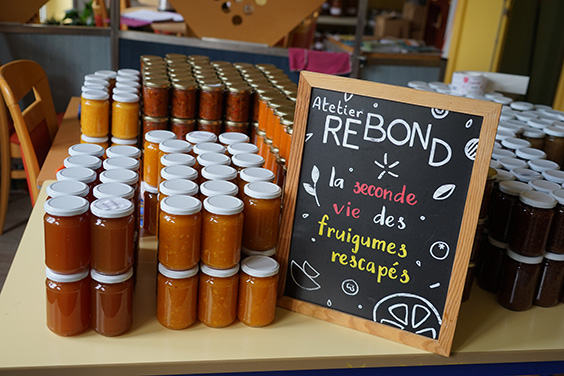 Atelier
REBOND
la seconde
vie des
fruigumes
rescapés